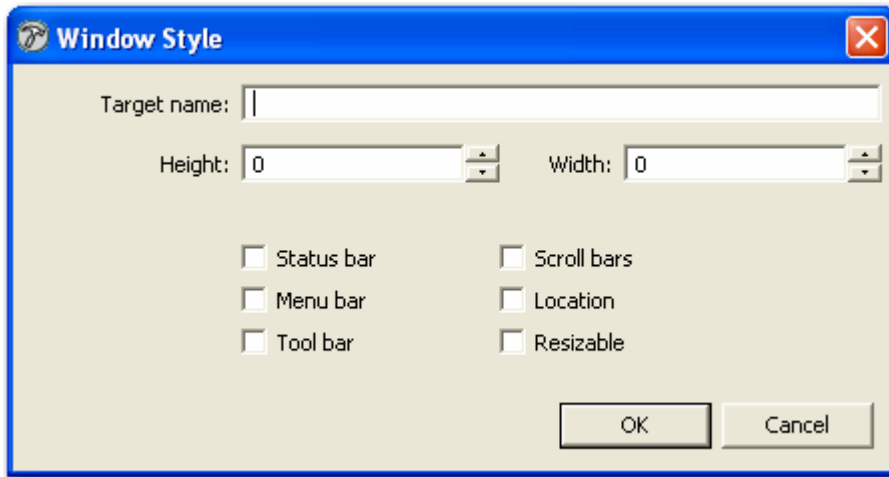 Window Style
Target name:
Height: 0 Width: 0
Status bar Scroll bars
Menu bar Location
Tool bar Resizable
OK Cancel